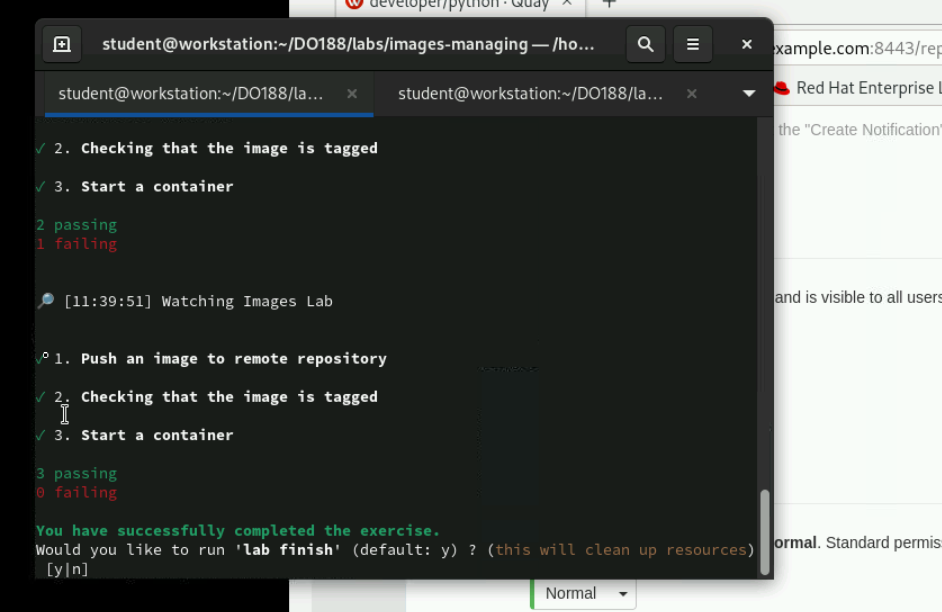 developer/python · Quay
student@workstation:~/DO188/labs/images-managing — /ho...
example.com:8443/rep
student@workstation:~/DO188/la...
student@workstation:~/DO188/la...
Red Hat Enterprise L
the "Create Notification"
✓ 2. Checking that the image is tagged
✓ 3. Start a container
2 passing
1 failing
[11:39:51] Watching Images Lab
and is visible to all users
✓ 1. Push an image to remote repository
✓ 2. Checking that the image is tagged
✓ 3. Start a container
3 passing
0 failing
You have successfully completed the exercise.
Would you like to run 'lab finish' (default: y) ? (this will clean up resources)
ormal. Standard permis
[y|n]
Normal